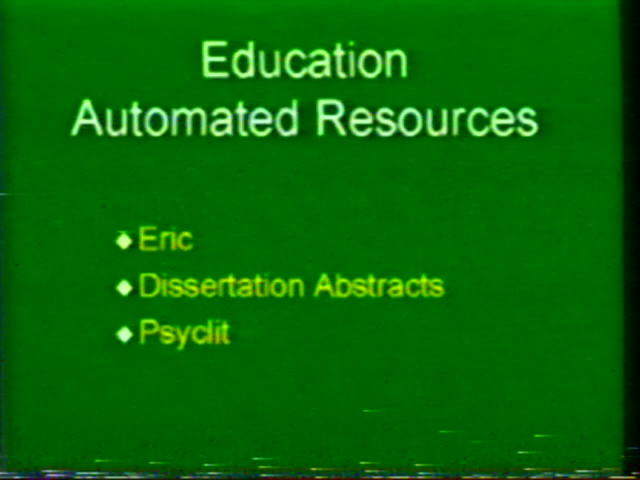 Education
Automated Resources
Eric
Dissertation Abstracts
Psyclit